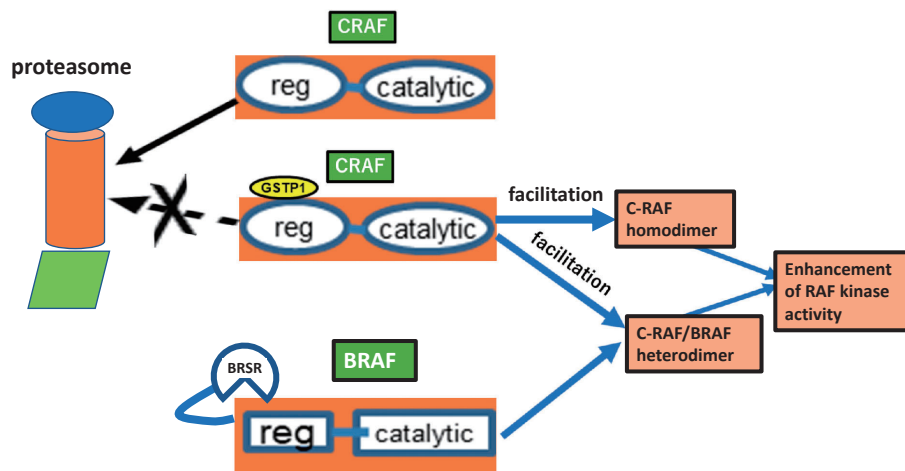 CRAF
proteasome
reg
catalytic
CRAF
GSTP1
reg
catalytic
facilitation
facilitation
C-RAF
homodimer
Enhancement
of RAF kinase
activity
C-RAF/BRAF
heterodimer
BRAF
BRSR
reg
catalytic